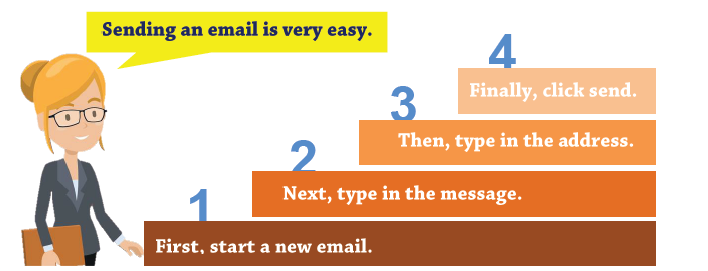 Sending an email is very easy.
4
Finally, click send.
3
Then, type in the address.
2
Next, type in the message.
1
First, start a new email.